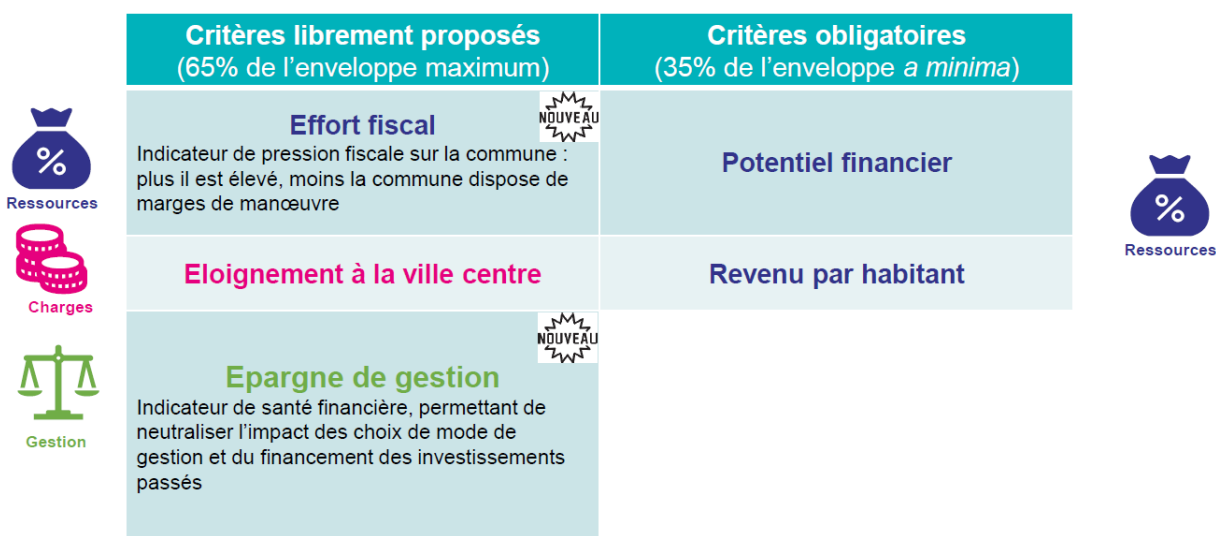 Critères librement proposés
(65% de l'enveloppe maximum)
Critères obligatoires
(35% de l'enveloppe a minima)
%
Ressources
NOUVEAU
Effort fiscal
Indicateur de pression fiscale sur la commune :
plus il est élevé, moins la commune dispose de
marges de manœuvre
Potentiel financier
%
Ressources
Charges
Eloignement à la ville centre
Revenu par habitant
NOUVEAU
Gestion
Epargne de gestion
Indicateur de santé financière, permettant de
neutraliser l'impact des choix de mode de
gestion et du financement des investissements
passés